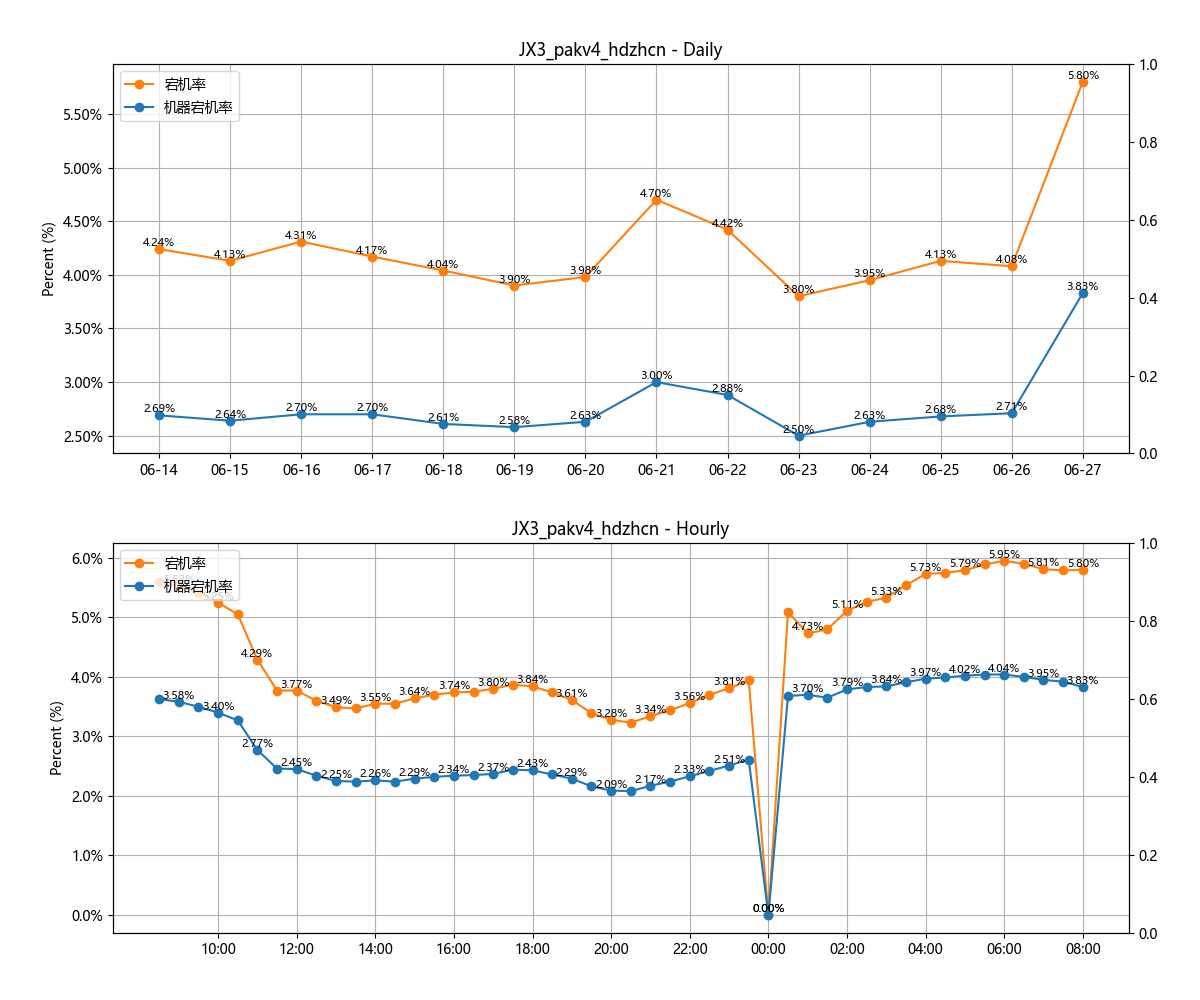 JX3_pakv4_hdzhcn - Daily
宕机率
机器宕机率
Percent (%)
5.50%
5.00%
4.50%
4.00%
3.50%
3.00%
2.50%
1.0
0.8
0.6
0.4
0.2
0.0
4.24% 4.13% 4.31% 4.17% 4.04% 3.90% 3.98% 4.70% 4.42% 3.80% 3.95% 4.13% 4.08% 5.80%
2.69% 2.64% 2.70% 2.70% 2.61% 2.58% 2.63% 3.00% 2.88% 2.50% 2.63% 2.68% 2.71% 3.83%
06-14 06-15 06-16 06-17 06-18 06-19 06-20 06-21 06-22 06-23 06-24 06-25 06-26 06-27
JX3_pakv4_hdzhcn - Hourly
宕机率
机器宕机率
Percent (%)
6.0%
5.0%
4.0%
3.0%
2.0%
1.0%
0.0%
1.0
0.8
0.6
0.4
0.2
0.0
4.29% 3.77% 3.49% 3.55% 3.64% 3.74% 3.80% 3.84% 3.61% 3.28% 3.34% 3.56% 3.81% 0.00% 4.73% 5.11% 5.33% 5.73% 5.79% 5.95% 5.81% 5.80%
3.58% 3.40% 2.77% 2.45% 2.25% 2.26% 2.29% 2.34% 2.37% 2.43% 2.29% 2.09% 2.17% 2.33% 2.51% 0.00% 3.70% 3.79% 3.84% 3.97% 4.02% 4.04% 3.95% 3.83%
10:00 12:00 14:00 16:00 18:00 20:00 22:00 00:00 02:00 04:00 06:00 08:00